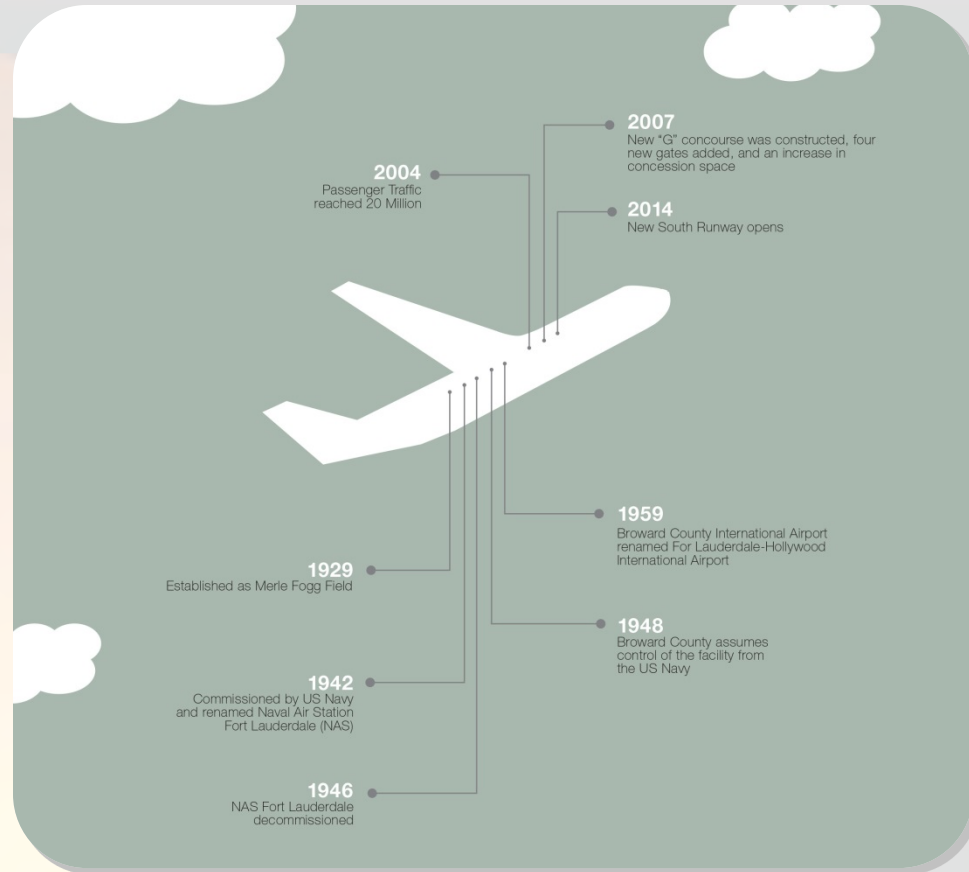 2007
New “G” concourse was constructed, four
new gates added, and an increase in
concession space
2004
Passenger Traffic
reached 20 Million
2014
New South Runway opens
1959
Broward County International Airport
renamed For Lauderdale-Hollywood
International Airport
1929
Established as Merle Fogg Field
1948
Broward County assumes
control of the facility from
the US Navy
1942
Commissioned by US Navy
and renamed Naval Air Station
Fort Lauderdale (NAS)
1946
NAS Fort Lauderdale
decommissioned